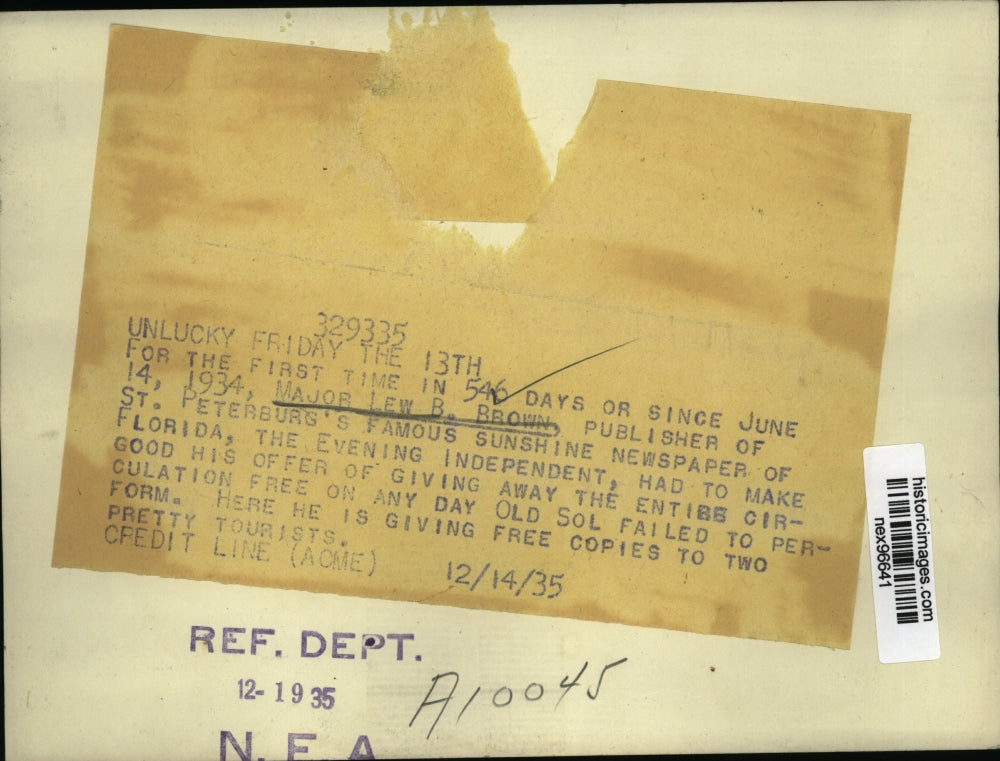 329335
UNLUCKY FRIDAY THE 13TH
FOR THE FIRST TIME IN 546 DAYS OR SINCE JUNE
14, 1934, MAJOR LEW B. BROWN, PUBLISHER OF
ST. PETERBURG'S FAMOUS SUNSHINE NEWSPAPER OF
FLORIDA, THE EVENING INDEPENDENT, HAD TO MAKE
GOOD HIS OFFER OF GIVING AWAY THE ENTIBB CIR-
CULATION FREE ON ANY DAY OLD SOL FAILED TO PER-
FORM. HERE HE IS GIVING FREE COPIES TO TWO
PRETTY TOURISTS.
CREDIT LINE (ACME) 12/14/35
REF. DEPT.
12-19 35
A10045
N. E A
historicimages.com
nex96641